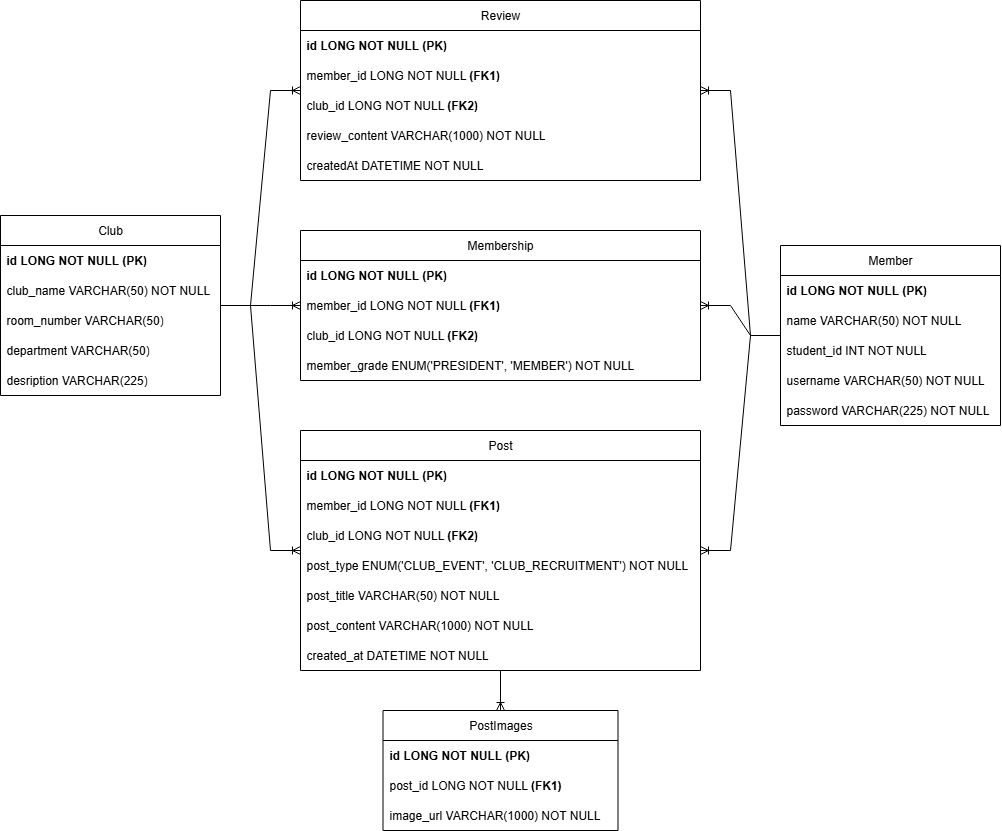 Review
id LONG NOT NULL (PK)
member_id LONG NOT NULL (FK1)
club_id LONG NOT NULL (FK2)
review_content VARCHAR(1000) NOT NULL
createdAt DATETIME NOT NULL
Club
id LONG NOT NULL (PK)
club_name VARCHAR(50) NOT NULL
room_number VARCHAR(50)
department VARCHAR(50)
desription VARCHAR(225)
Membership
id LONG NOT NULL (PK)
member_id LONG NOT NULL (FK1)
club_id LONG NOT NULL (FK2)
member_grade ENUM('PRESIDENT', 'MEMBER') NOT NULL
Member
id LONG NOT NULL (PK)
name VARCHAR(50) NOT NULL
student_id INT NOT NULL
username VARCHAR(50) NOT NULL
password VARCHAR(225) NOT NULL
Post
id LONG NOT NULL (PK)
member_id LONG NOT NULL (FK1)
club_id LONG NOT NULL (FK2)
post_type ENUM('CLUB_EVENT', 'CLUB_RECRUITMENT') NOT NULL
post_title VARCHAR(50) NOT NULL
post_content VARCHAR(1000) NOT NULL
created_at DATETIME NOT NULL
PostImages
id LONG NOT NULL (PK)
post_id LONG NOT NULL (FK1)
image_url VARCHAR(1000) NOT NULL